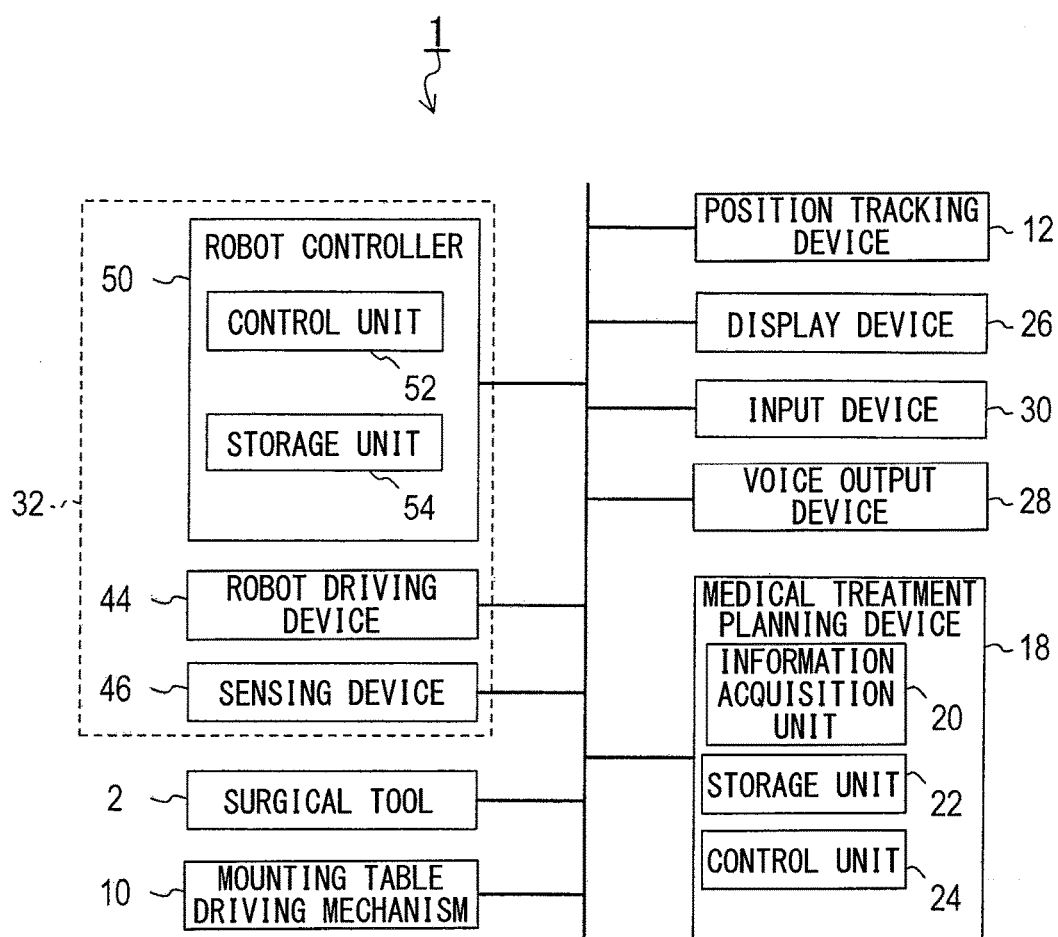 1
ROBOT CONTROLLER
50
CONTROL UNIT
52
STORAGE UNIT
54
32
44
ROBOT DRIVING
DEVICE
46
SENSING DEVICE
2
SURGICAL TOOL
10
MOUNTING TABLE
DRIVING MECHANISM
POSITION TRACKING
DEVICE
12
DISPLAY DEVICE
26
INPUT DEVICE
30
VOICE OUTPUT
DEVICE
28
MEDICAL TREATMENT
PLANNING DEVICE
18
INFORMATION
ACQUISITION
UNIT
20
STORAGE UNIT
22
CONTROL UNIT
24